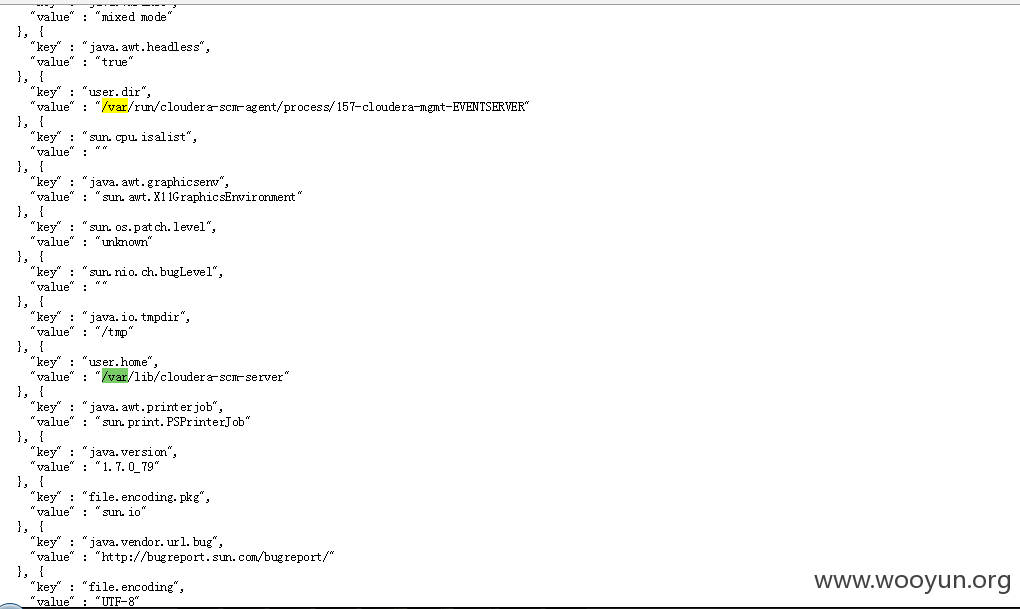 "value" : "mixed mode"
}, {
"key" : "java.awt.headless",
"value" : "true"
}, {
"key" : "user.dir",
"value" : "/var/run/cloudera-scm-agent/process/157-cloudera-mgmt-EVENTSERVER"
}, {
"key" : "sun.cpu.isalist",
"value" : ""
}, {
"key" : "java.awt.graphicsenv",
"value" : "sun.awt.X11GraphicsEnvironment"
}, {
"key" : "sun.os.patch.level",
"value" : "unknown"
}, {
"key" : "sun.nio.ch.bugLevel",
"value" : ""
}, {
"key" : "java.io.tmpdir",
"value" : "/tmp"
}, {
"key" : "user.home",
"value" : "/var/lib/cloudera-scm-server"
}, {
"key" : "java.awt.printerjob",
"value" : "sun.print.PSPrinterJob"
}, {
"key" : "java.version",
"value" : "1.7.0_79"
}, {
"key" : "file.encoding.pkg",
"value" : "sun.io"
}, {
"key" : "java.vendor.url.bug",
"value" : "http://bugreport.sun.com/bugreport/"
}, {
"key" : "file.encoding",
"value" : "UTF-8"
www.wooyun.org